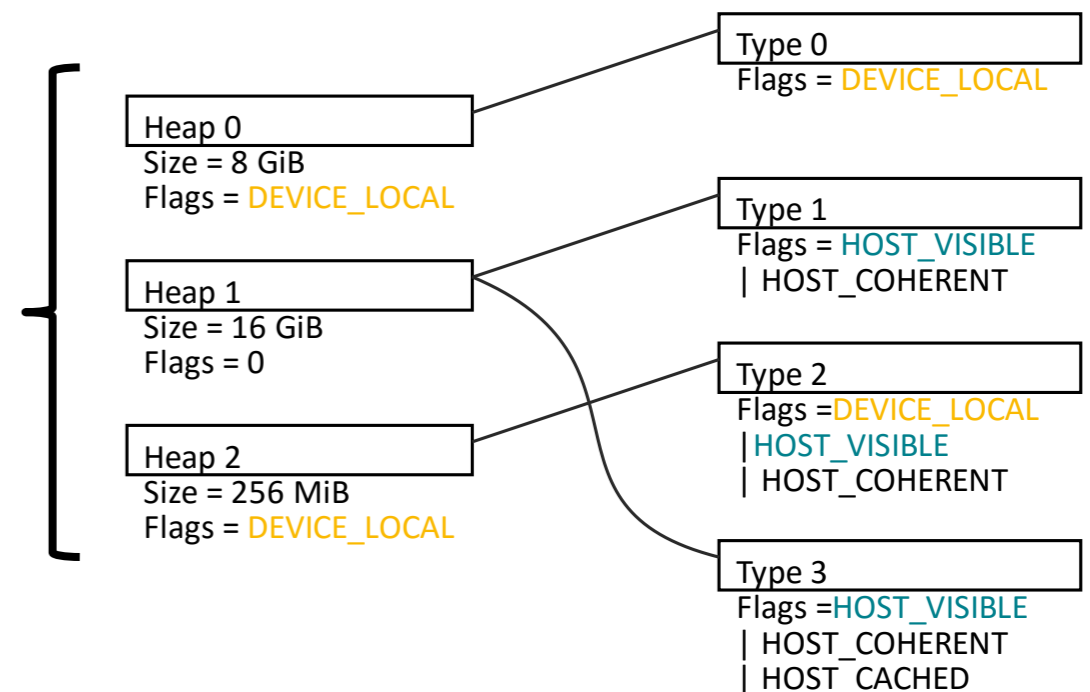 Heap 0
Size = 8 GiB
Flags = DEVICE_LOCAL
Heap 1
Size = 16 GiB
Flags = 0
Heap 2
Size = 256 MiB
Flags = DEVICE_LOCAL
Type 0
Flags = DEVICE_LOCAL
Type 1
Flags = HOST_VISIBLE
| HOST_COHERENT
Type 2
Flags =DEVICE_LOCAL
|HOST_VISIBLE
| HOST_COHERENT
Type 3
Flags =HOST_VISIBLE
| HOST_COHERENT
| HOST_CACHED